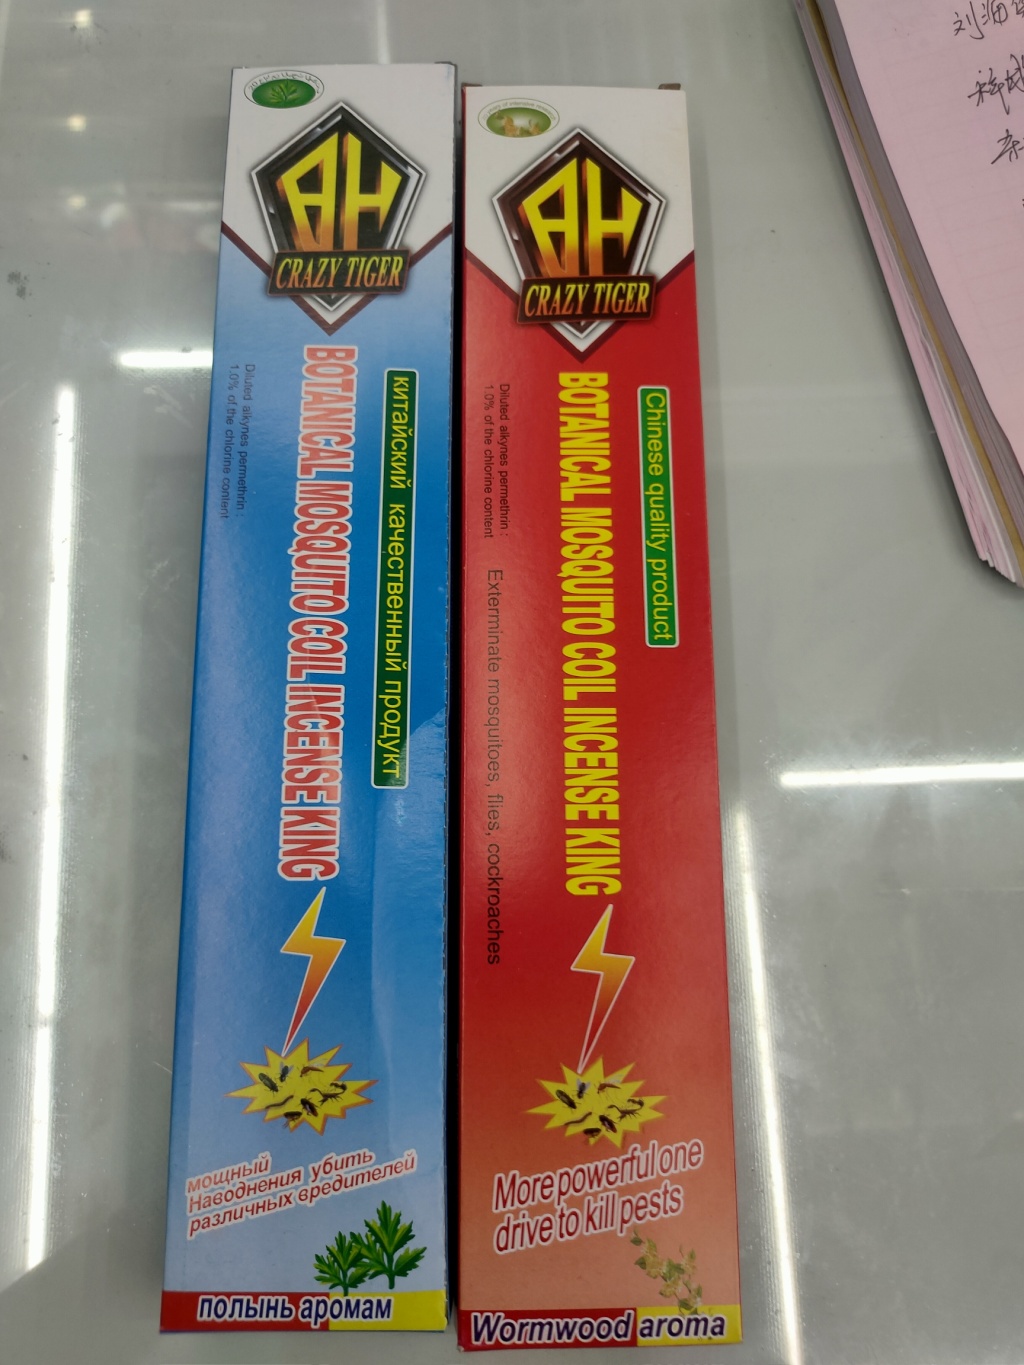 BH
CRAZY TIGER
Diluted alkynes permethrin :
1.0% of the chlorine content
BOTANICAL MOSQUITO COIL INCENSE KING
китайский качественный продукт
мощный
Наводнения убить
различных вредителей
полынь аромам
BH
CRAZY TIGER
Diluted alkynes permethrin :
1.0% of the chlorine content
Exterminate mosquitoes, flies, cockroaches
BOTANICAL MOSQUITO COIL INCENSE KING
Chinese quality product
More powerful one
drive to kill pests
Wormwood aroma